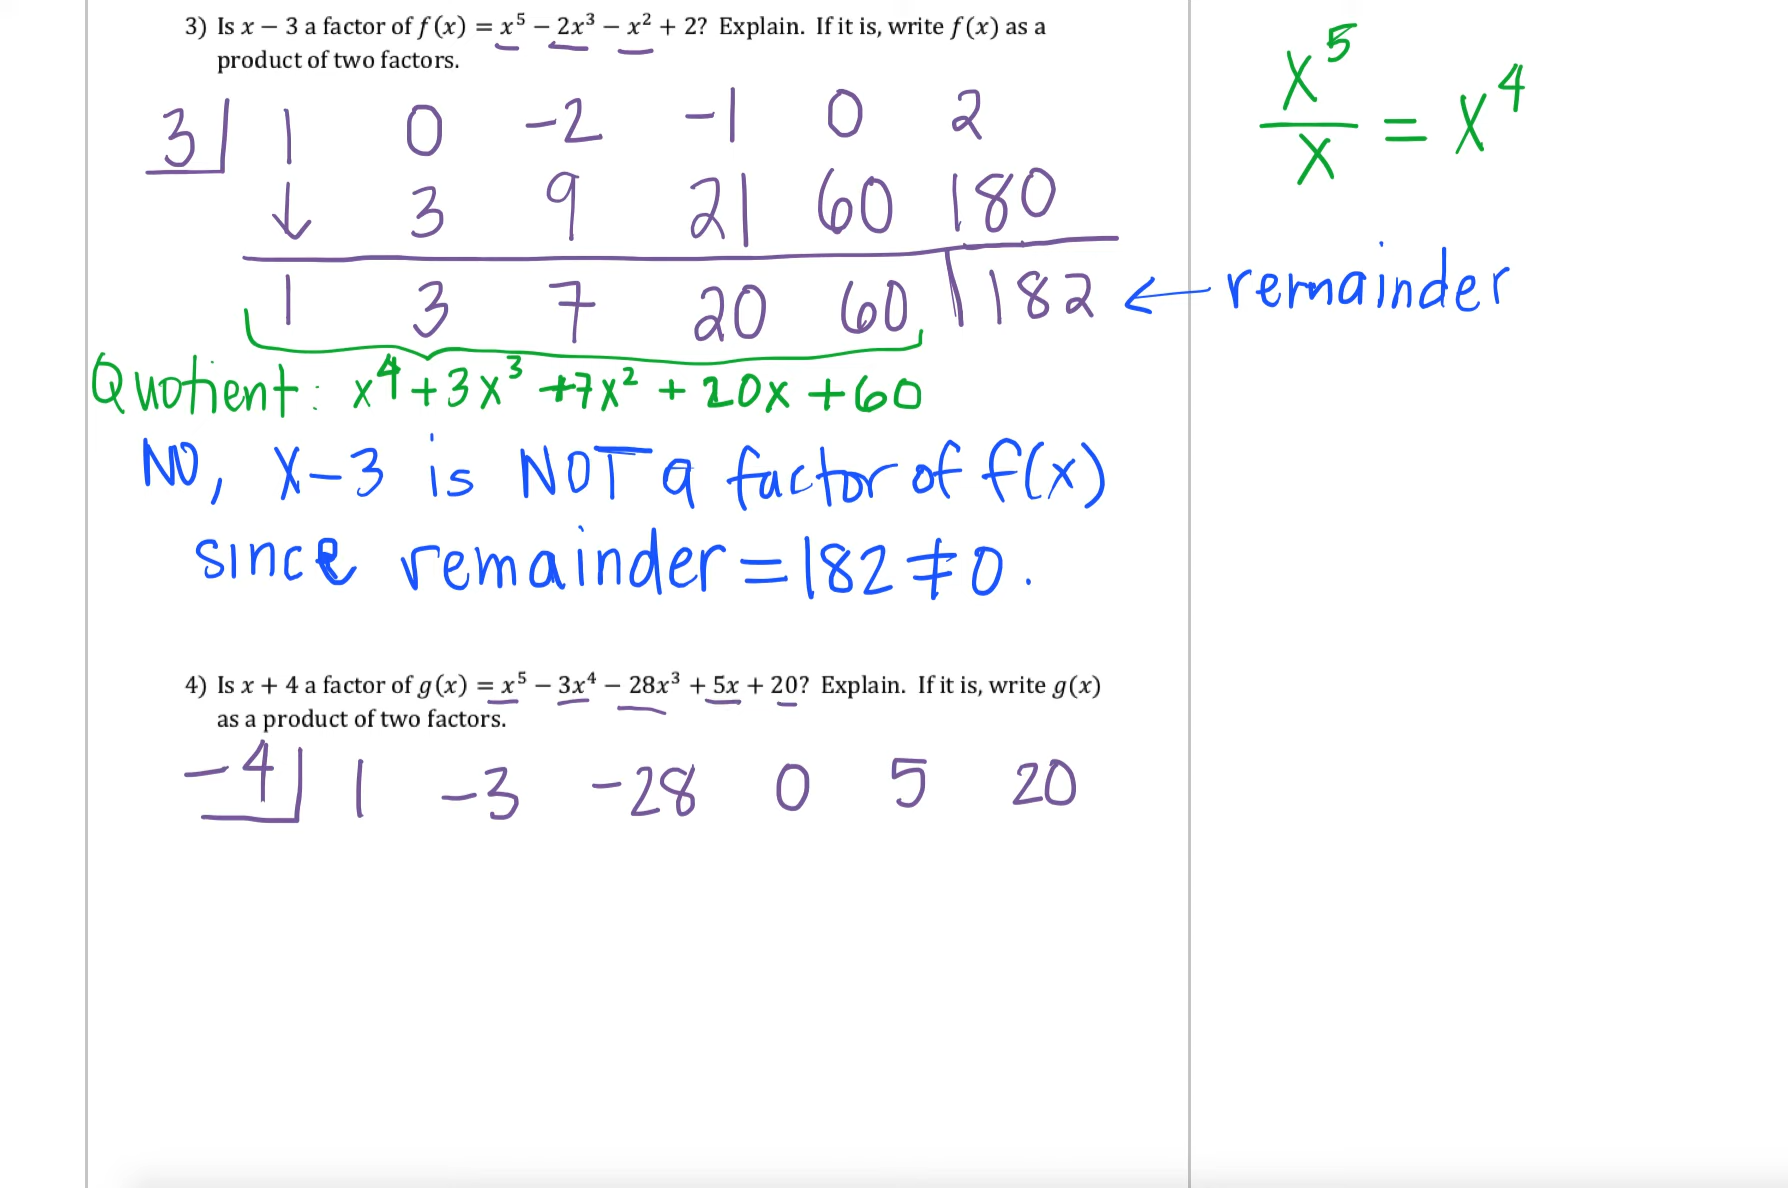 3) Is x − 3 a factor of f(x) = x⁵ − 2x³ − x² + 2? Explain. If it is, write f(x) as a
product of two factors.
x⁵/x = x⁴
3 1 0 -2 -1 0 2
↓ 3 9 21 60 180
1 3 7 20 60 182 ← remainder
Quotient: x⁴+3x³+7x²+20x+60
NO, x-3 is NOT a factor of f(x)
since remainder = 182 ≠ 0.
4) Is x + 4 a factor of g(x) = x⁵ − 3x⁴ − 28x³ + 5x + 20? Explain. If it is, write g(x)
as a product of two factors.
-4 1 -3 -28 0 5 20